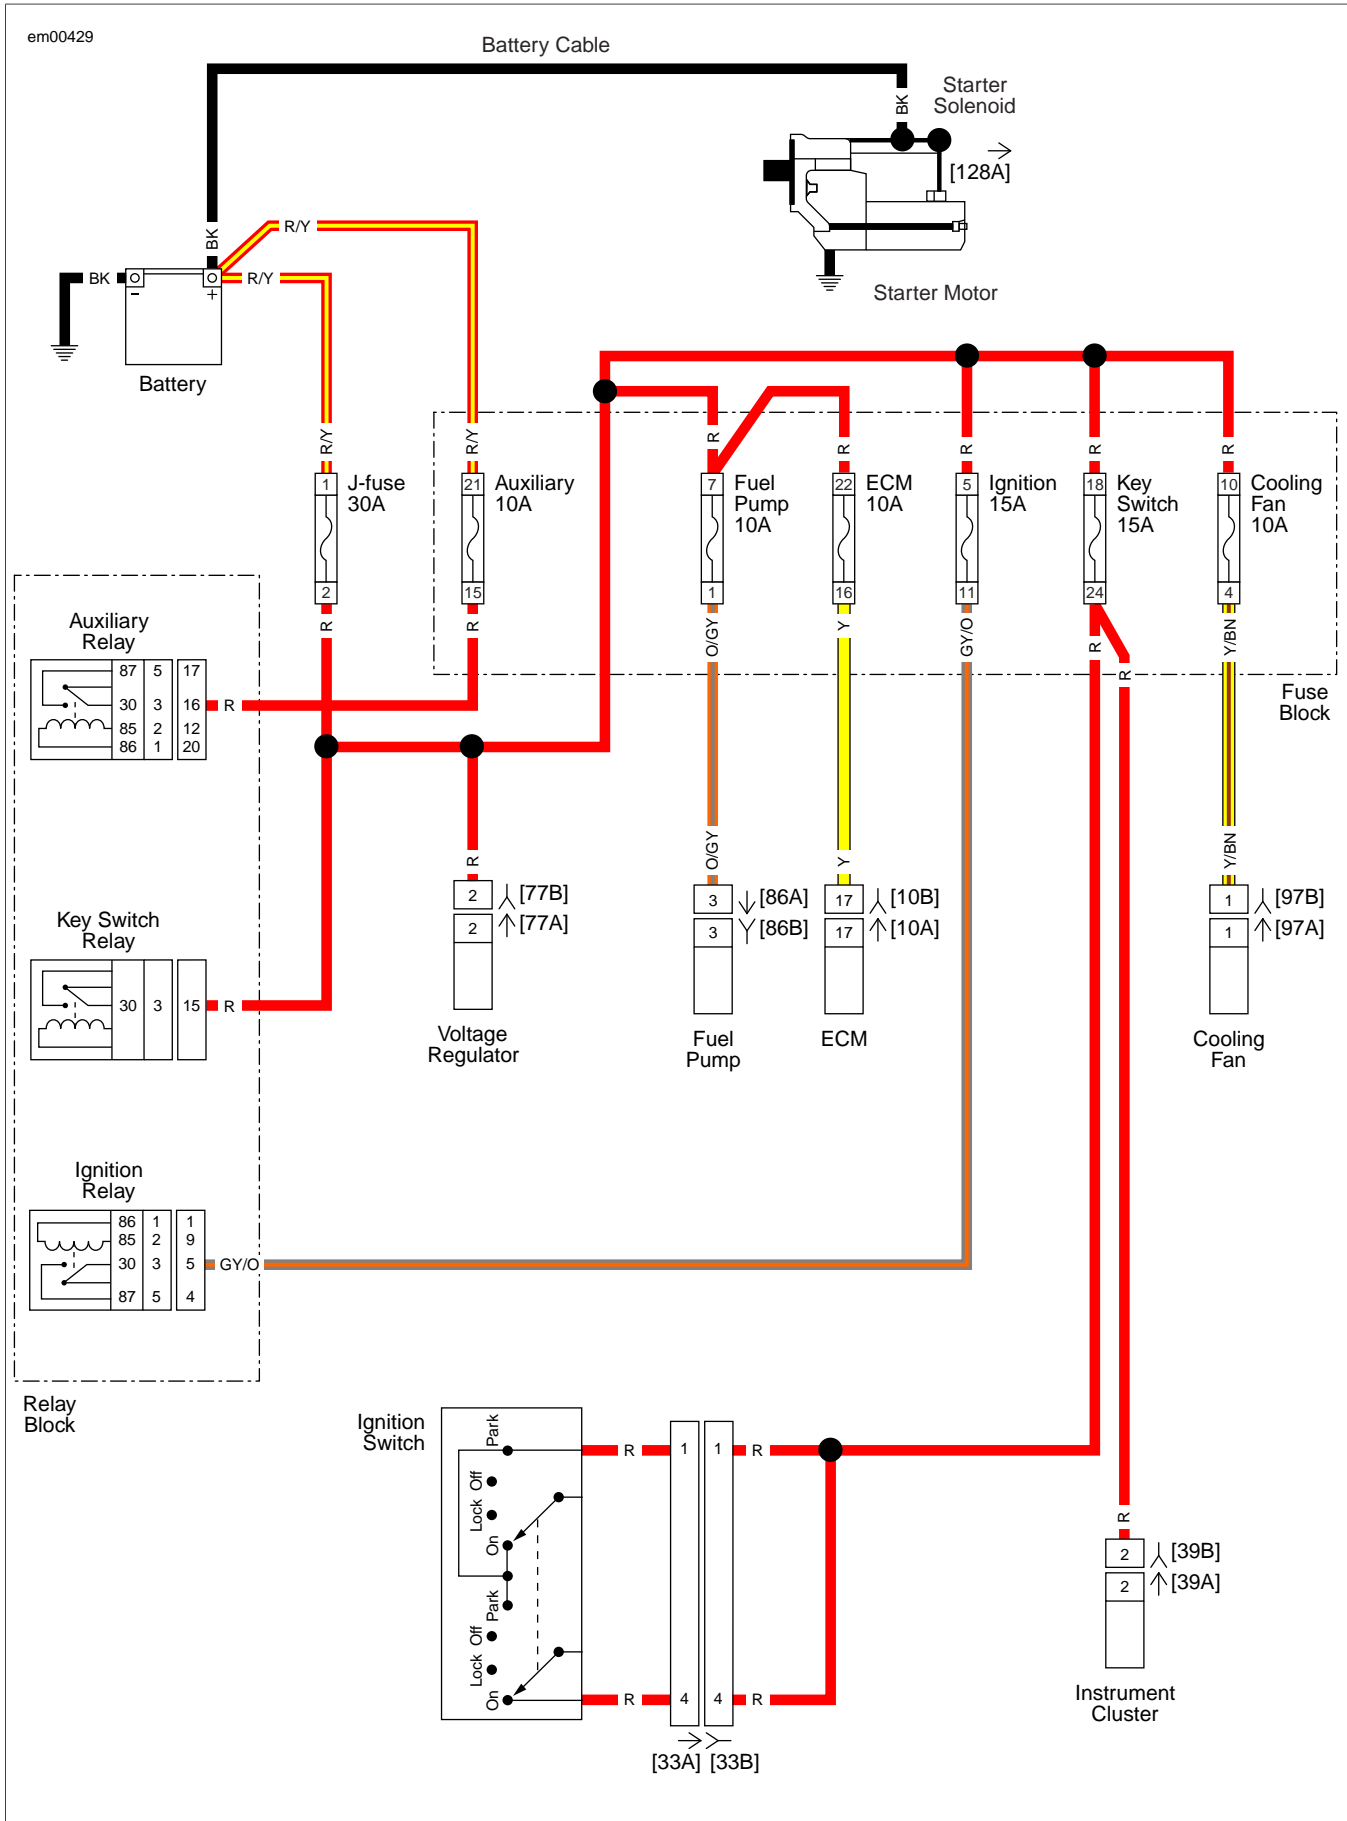 em00429
Battery Cable
Starter
Solenoid
BK
[128A]
Starter Motor
BK
R/Y
BK
R/Y
-
+
Battery
R/Y
R/Y
R
R
R
R
R
1
J-fuse
30A
2
21
Auxiliary
10A
15
7
Fuel
Pump
10A
1
22
ECM
10A
16
5
Ignition
15A
11
18
Key
Switch
15A
24
10
Cooling
Fan
10A
4
R
R
O/GY
Y
GY/O
R
R
Y/BN
Fuse
Block
Auxiliary
Relay
87 5 17
30 3 16
85 2 12
86 1 20
R
R
O/GY
Y
Y/BN
2
[77B]
2
[77A]
Voltage
Regulator
3
[86A]
3
[86B]
Fuel
Pump
17
[10B]
17
[10A]
ECM
1
[97B]
1
[97A]
Cooling
Fan
Key Switch
Relay
30 3 15
R
Ignition
Relay
86 1 1
85 2 9
30 3 5
87 5 4
GY/O
Relay
Block
Ignition
Switch
Park
Off
Lock
On
Park
Off
Lock
On
R
1
1
R
R
4
4
R
[33A]
[33B]
R
2
[39B]
2
[39A]
Instrument
Cluster